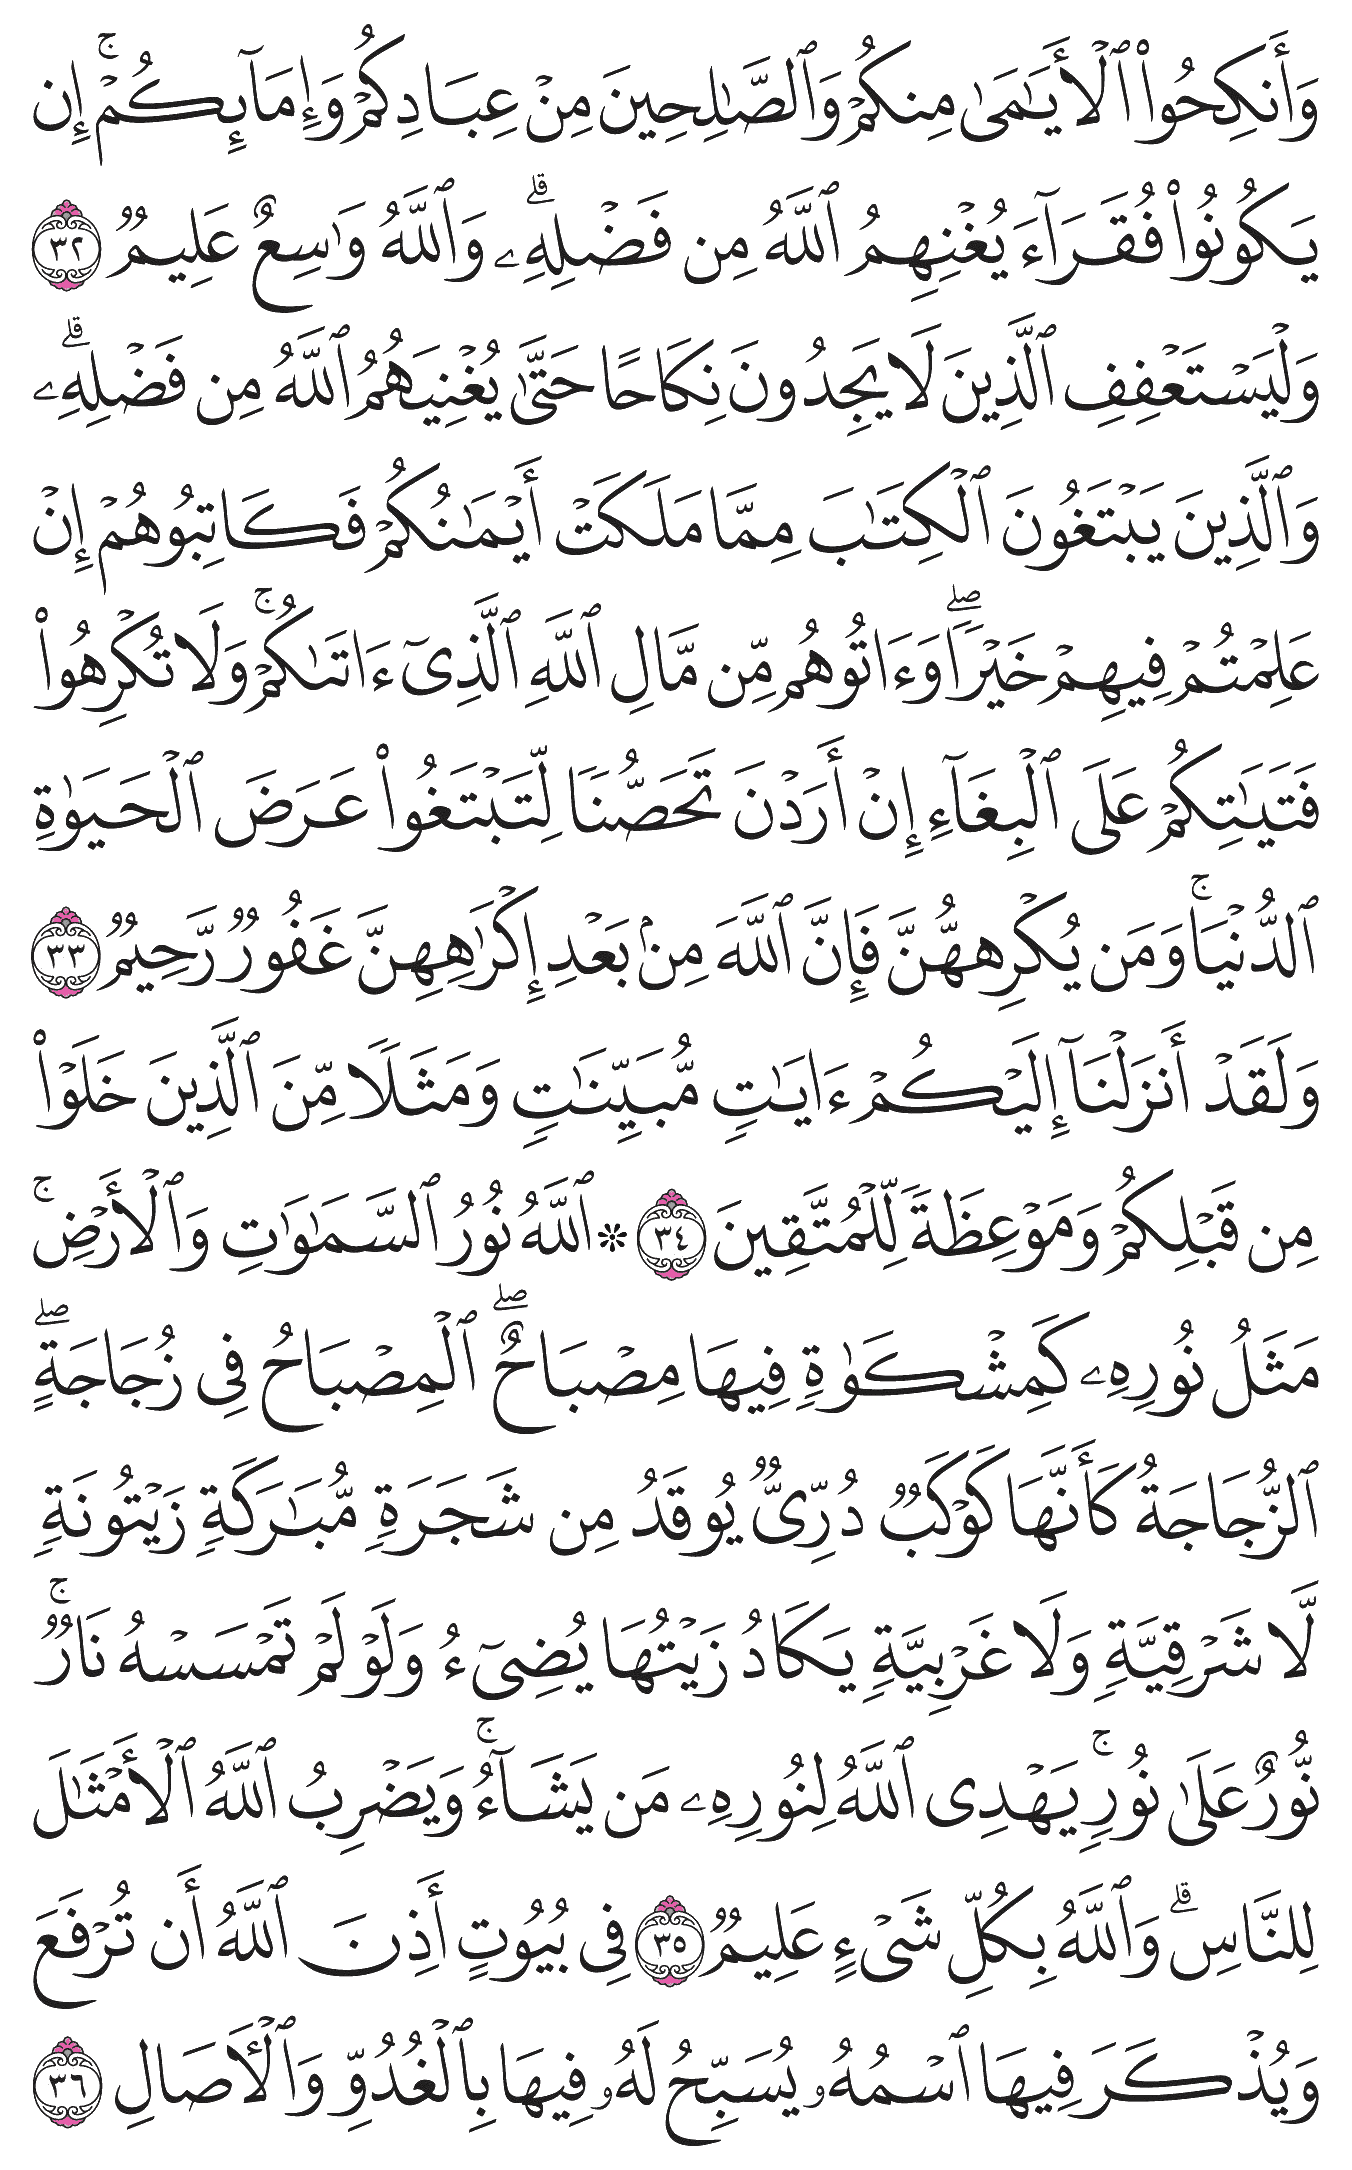 وَأَنكِحُوا۟ ٱلْأَيَـٰمَىٰ مِنكُمْ وَٱلصَّـٰلِحِينَ مِنْ عِبَادِكُمْ وَإِمَآئِكُمْ ۚ إِن
يَكُونُوا۟ فُقَرَآءَ يُغْنِهِمُ ٱللَّهُ مِن فَضْلِهِۦ ۗ وَٱللَّهُ وَٰسِعٌ عَلِيمٌ ٣٢
وَلْيَسْتَعْفِفِ ٱلَّذِينَ لَا يَجِدُونَ نِكَاحًا حَتَّىٰ يُغْنِيَهُمُ ٱللَّهُ مِن فَضْلِهِۦ ۗ
وَٱلَّذِينَ يَبْتَغُونَ ٱلْكِتَـٰبَ مِمَّا مَلَكَتْ أَيْمَـٰنُكُمْ فَكَاتِبُوهُمْ إِنْ
عَلِمْتُمْ فِيهِمْ خَيْرًا ۖ وَءَاتُوهُم مِّن مَّالِ ٱللَّهِ ٱلَّذِىٓ ءَاتَىٰكُمْ ۚ وَلَا تُكْرِهُوا۟
فَتَيَـٰتِكُمْ عَلَى ٱلْبِغَآءِ إِنْ أَرَدْنَ تَحَصُّنًا لِّتَبْتَغُوا۟ عَرَضَ ٱلْحَيَوٰةِ
ٱلدُّنْيَا ۚ وَمَن يُكْرِههُّنَّ فَإِنَّ ٱللَّهَ مِنۢ بَعْدِ إِكْرَٰهِهِنَّ غَفُورٌ رَّحِيمٌ ٣٣
وَلَقَدْ أَنزَلْنَآ إِلَيْكُمْ ءَايَـٰتٍ مُّبَيِّنَـٰتٍ وَمَثَلًا مِّنَ ٱلَّذِينَ خَلَوْا۟
مِن قَبْلِكُمْ وَمَوْعِظَةً لِّلْمُتَّقِينَ ٣٤ ۞ ٱللَّهُ نُورُ ٱلسَّمَـٰوَٰتِ وَٱلْأَرْضِ ۚ
مَثَلُ نُورِهِۦ كَمِشْكَوٰةٍ فِيهَا مِصْبَاحٌ ۖ ٱلْمِصْبَاحُ فِى زُجَاجَةٍ ۖ
ٱلزُّجَاجَةُ كَأَنَّهَا كَوْكَبٌ دُرِّىٌّ يُوقَدُ مِن شَجَرَةٍ مُّبَـٰرَكَةٍ زَيْتُونَةٍ
لَّا شَرْقِيَّةٍ وَلَا غَرْبِيَّةٍ يَكَادُ زَيْتُهَا يُضِىٓءُ وَلَوْ لَمْ تَمْسَسْهُ نَارٌ ۚ
نُّورٌ عَلَىٰ نُورٍ ۚ يَهْدِى ٱللَّهُ لِنُورِهِۦ مَن يَشَآءُ ۚ وَيَضْرِبُ ٱللَّهُ ٱلْأَمْثَـٰلَ
لِلنَّاسِ ۗ وَٱللَّهُ بِكُلِّ شَىْءٍ عَلِيمٌ ٣٥ فِى بُيُوتٍ أَذِنَ ٱللَّهُ أَن تُرْفَعَ
وَيُذْكَرَ فِيهَا ٱسْمُهُۥ يُسَبِّحُ لَهُۥ فِيهَا بِٱلْغُدُوِّ وَٱلْـَٔاصَالِ ٣٦